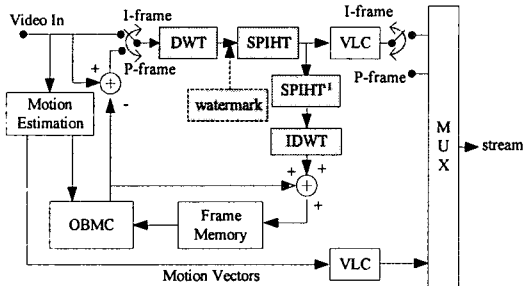 Video In
I-frame
P-frame
+
+
-
DWT
SPIHT
VLC
I-frame
P-frame
watermark
SPIHT⁻¹
IDWT
Motion
Estimation
+
+
+
+
+
OBMC
Frame
Memory
Motion Vectors
VLC
M
U
X
stream